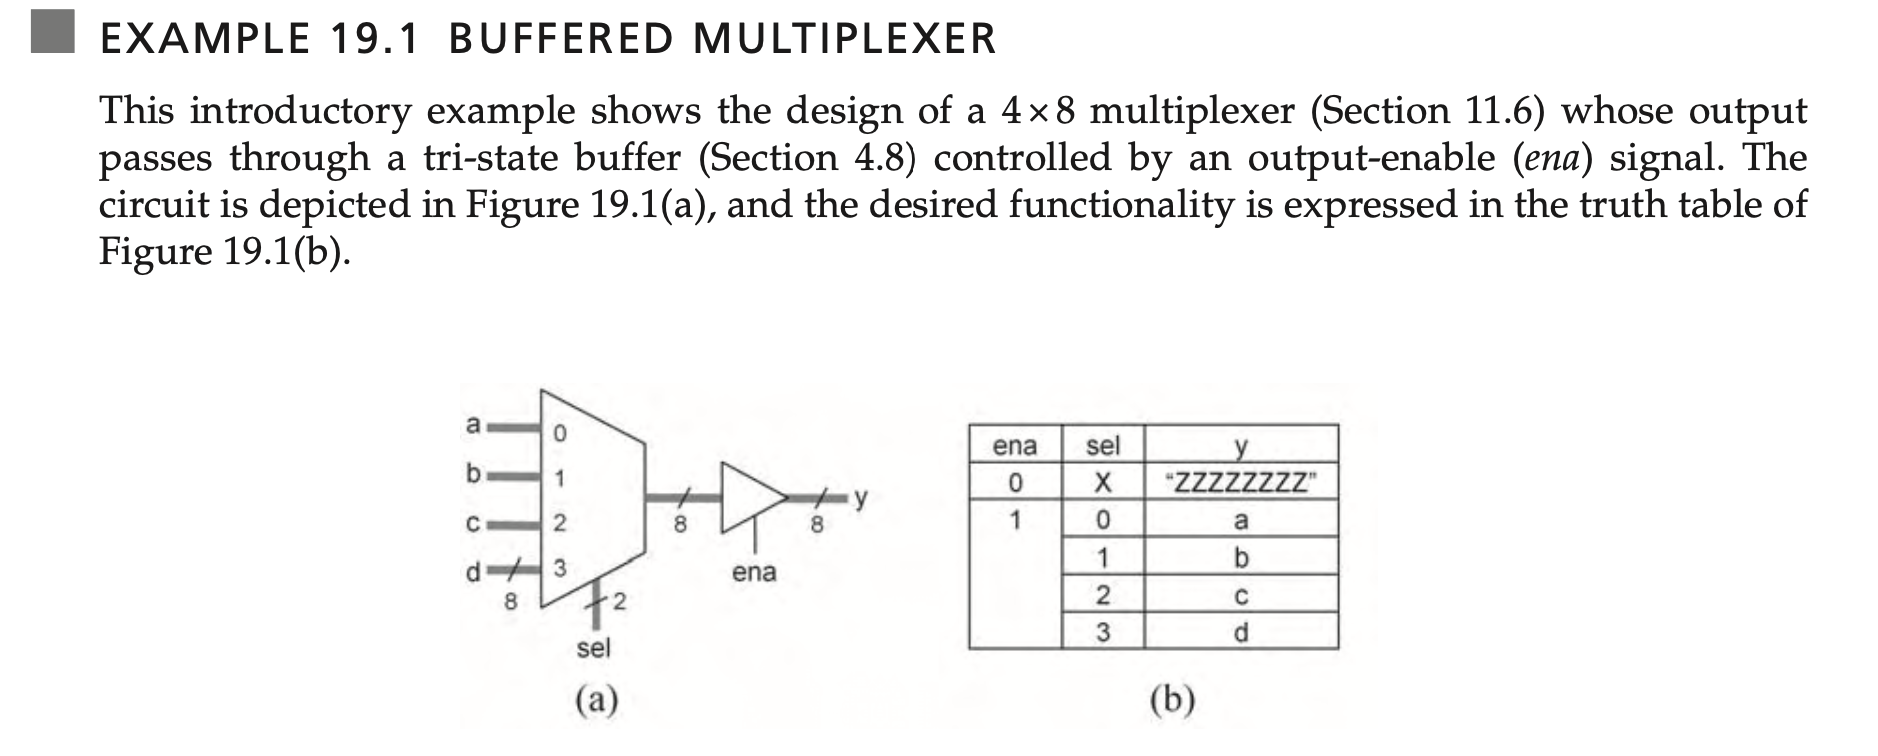 EXAMPLE 19.1 BUFFERED MULTIPLEXER
This introductory example shows the design of a 4×8 multiplexer (Section 11.6) whose output
passes through a tri-state buffer (Section 4.8) controlled by an output-enable (ena) signal. The
circuit is depicted in Figure 19.1(a), and the desired functionality is expressed in the truth table of
Figure 19.1(b).
a 0
b 1
c 2
d 3
8
2
sel
8
ena
8
y
(a)
ena sel y
0 X “ZZZZZZZZ”
1 0 a
1 b
2 c
3 d
(b)